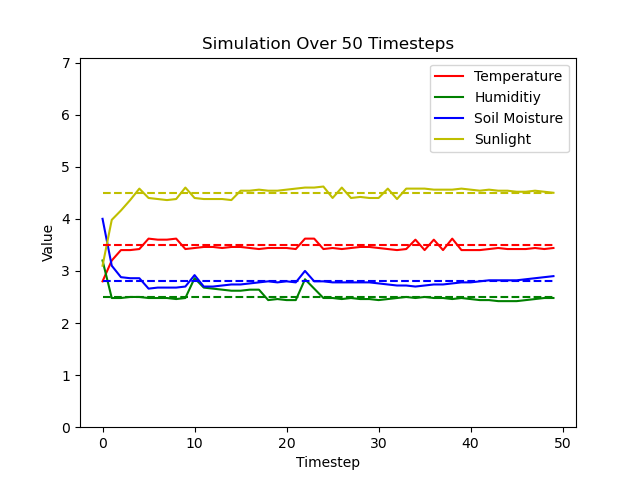 Simulation Over 50 Timesteps
7
6
5
4
3
2
1
0
Value
Temperature
Humiditiy
Soil Moisture
Sunlight
0 10 20 30 40 50
Timestep